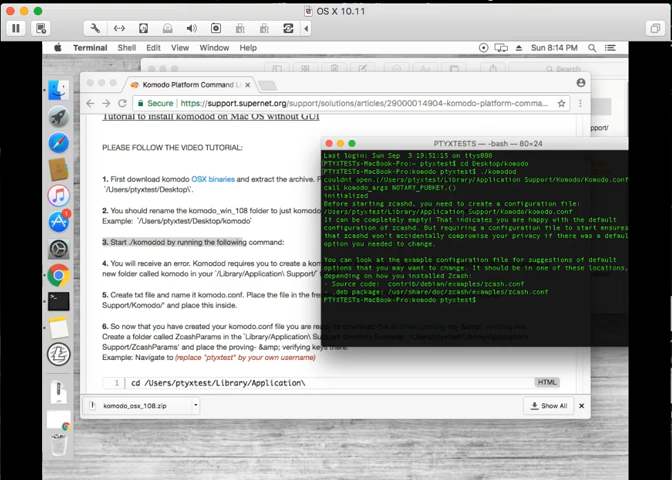 OS X 10.11
Terminal Shell Edit View Window Help
Sun 8:14 PM
Search
Komodo Platform Command L
Secure https://support.supernet.org/support/solutions/articles/29000014904-komodo-platform-comma...
Tutorial to install komodod on Mac OS without GUI
PLEASE FOLLOW THE VIDEO TUTORIAL:
1. First download komodo OSX binaries and extract the archive.
`/Users/ptyxtest/Desktop\`.
2. You should rename the komodo_win_108 folder to just komodo
Example: `/Users/ptyxtest/Desktop/komodo`
3. Start ./komodod by running the following command:
4. You will receive an error. Komodod requires you to create a
new folder called komodo in your `/Library/Application\ Support/`
5. Create txt file and name it komodo.conf. Place the file in the
Support/Komodo/` and place this inside.
6. So now that you have created your komodo.conf file you are ready to download the zk-snark proving-key &amp; verifying key.
Create a folder called ZcashParams in the `Library/Application\
Support/ZcashParams and place the proving- &amp; verifying keys there.
Example: Navigate to (replace "ptyxtest" by your own username)
1 cd /Users/ptyxtest/Library/Application\
HTML
komodo_osx_108.zip
Show All
PTYXTESTS — -bash — 80×24
Last login: Sun Sep 3 19:51:15 on ttys000
PTYXTESTS-MacBook-Pro:~ ptyxtest$ cd Desktop/komodo
PTYXTESTS-MacBook-Pro:komodo ptyxtest$ ./komodod
couldnt open.(/Users/ptyxtest/Library/Application Support/Komodo/Komodo.conf
call komodo_args NOTARY_PUBKEY.()
initialized
Before starting zcashd, you need to create a configuration file:
/Users/ptyxtest/Library/Application Support/Komodo/komodo.conf
It can be completely empty! That indicates you are happy with the default
configuration of zcashd. But requiring a configuration file to start ensures
that zcashd won't accidentally compromise your privacy if there was a default
option you needed to change.
You can look at the example configuration file for suggestions of default
options that you may want to change. It should be in one of these locations,
depending on how you installed Zcash:
- Source code: contrib/debian/examples/zcash.conf
- .deb package: /usr/share/doc/zcash/examples/zcash.conf
PTYXTESTS-MacBook-Pro:komodo ptyxtest$